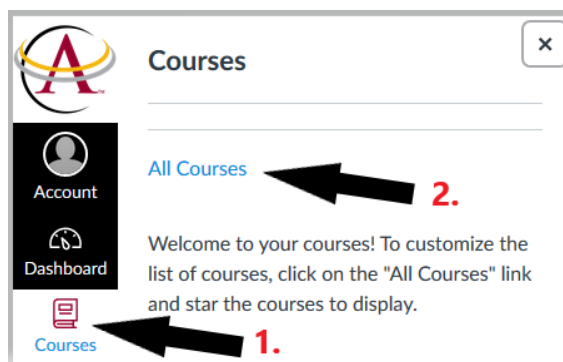 A
Courses
×
All Courses
2.
Account
Welcome to your courses! To customize the
list of courses, click on the "All Courses" link
and star the courses to display.
Dashboard
Courses
1.